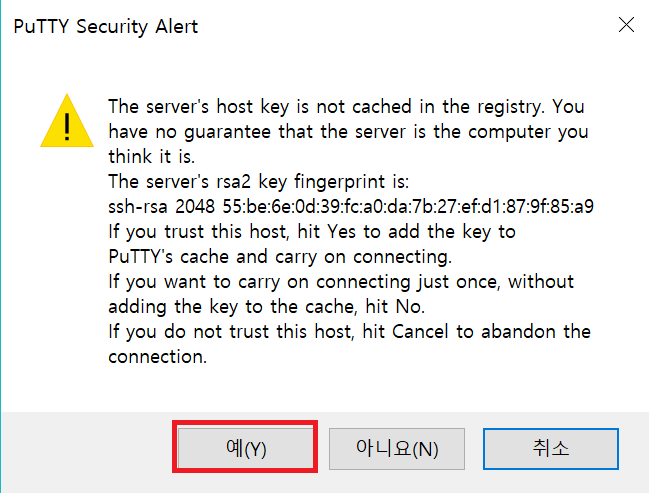 PuTTY Security Alert
The server's host key is not cached in the registry. You
have no guarantee that the server is the computer you
think it is.
The server's rsa2 key fingerprint is:
ssh-rsa 2048 55:be:6e:0d:39:fc:a0:da:7b:27:ef:d1:87:9f:85:a9
If you trust this host, hit Yes to add the key to
PuTTY's cache and carry on connecting.
If you want to carry on connecting just once, without
adding the key to the cache, hit No.
If you do not trust this host, hit Cancel to abandon the
connection.
예(Y) 아니요(N) 취소